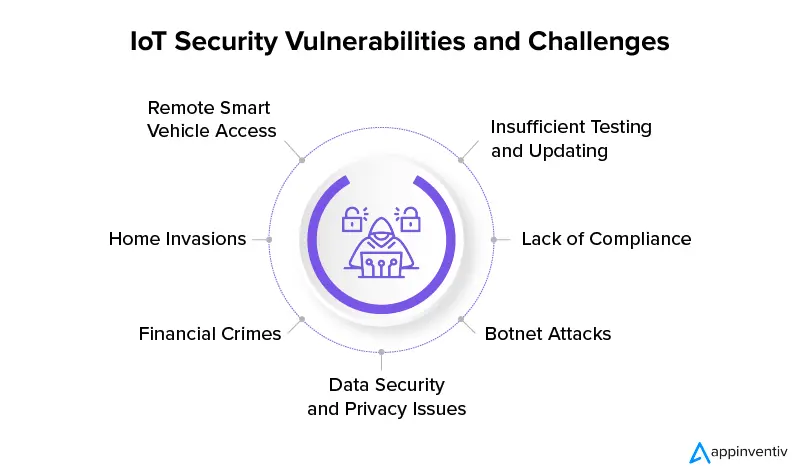 IoT Security Vulnerabilities and Challenges
Remote Smart
Vehicle Access
Insufficient Testing
and Updating
Home Invasions
Lack of Compliance
Financial Crimes
Botnet Attacks
Data Security
and Privacy Issues
appinventiv